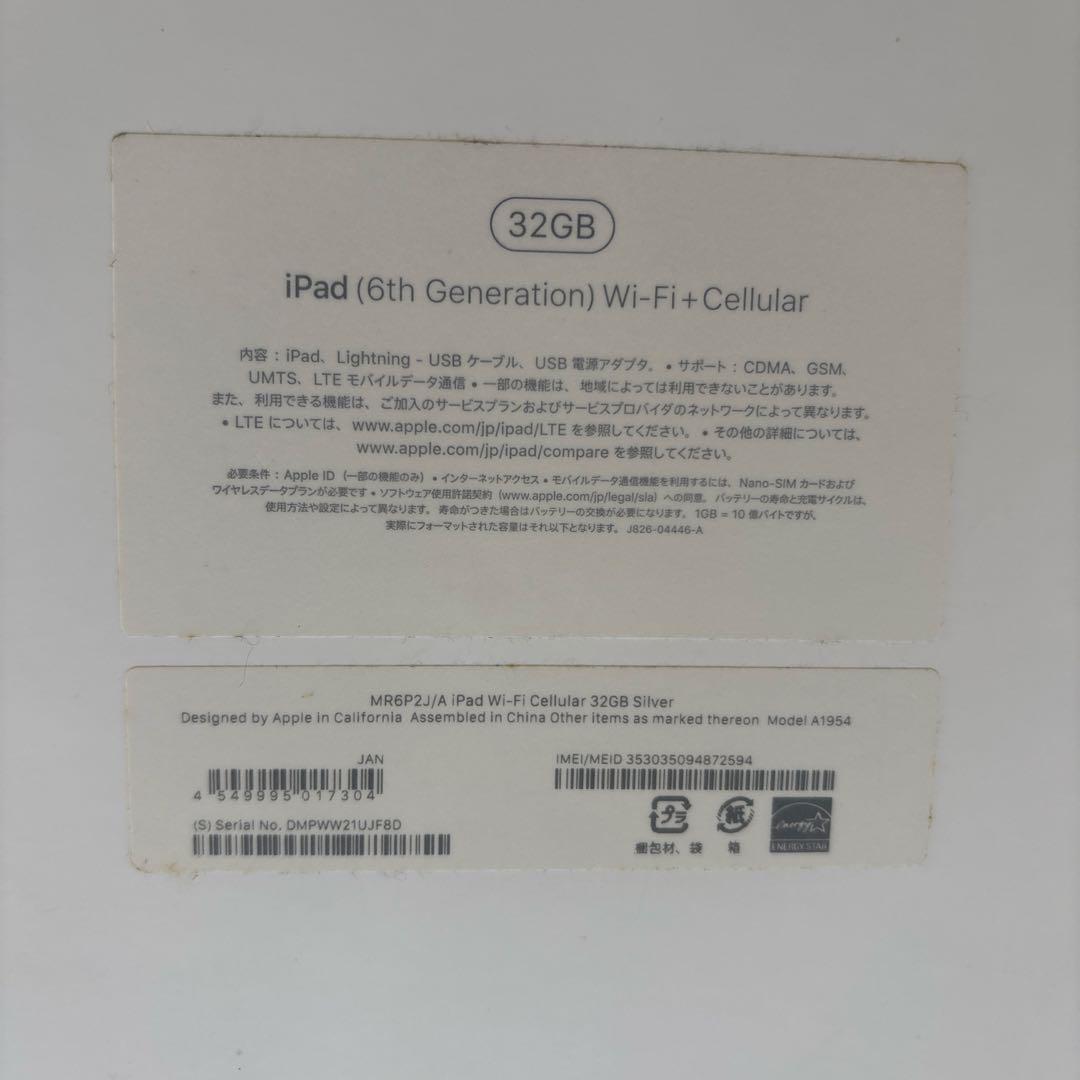 32GB
iPad (6th Generation) Wi-Fi + Cellular
内容：iPad、Lightning - USB ケーブル、USB 電源アダプタ。• サポート：CDMA、GSM、
UMTS、LTE モバイルデータ通信 • 一部の機能は、地域によっては利用できないことがあります。
また、利用できる機能は、ご加入のサービスプランおよびサービスプロバイダのネットワークによって異なります。
• LTE については、www.apple.com/jp/ipad/LTE を参照してください。• その他の詳細については、
www.apple.com/jp/ipad/compare を参照してください。
必要条件：Apple ID（一部の機能のみ）• インターネットアクセス • モバイルデータ通信機能を利用するには、Nano-SIM カードおよび
ワイヤレスデータプランが必要です • ソフトウェア使用許諾契約（www.apple.com/jp/legal/sla）への同意。バッテリーの寿命と充電サイクルは、
使用方法や設定によって異なります。寿命がつきた場合はバッテリーの交換が必要になります。1GB = 10 億バイトですが、
実際にフォーマットされた容量はそれ以下となります。J826-04446-A
MR6P2J/A iPad Wi-Fi Cellular 32GB Silver
Designed by Apple in California Assembled in China Other items as marked thereon Model A1954
JAN
4 549995 017304
(S) Serial No. DMPWW21UJF8D
IMEI/MEID 353035094872594
プラ
紙
energy
ENERGY STAR
梱包材、袋
箱